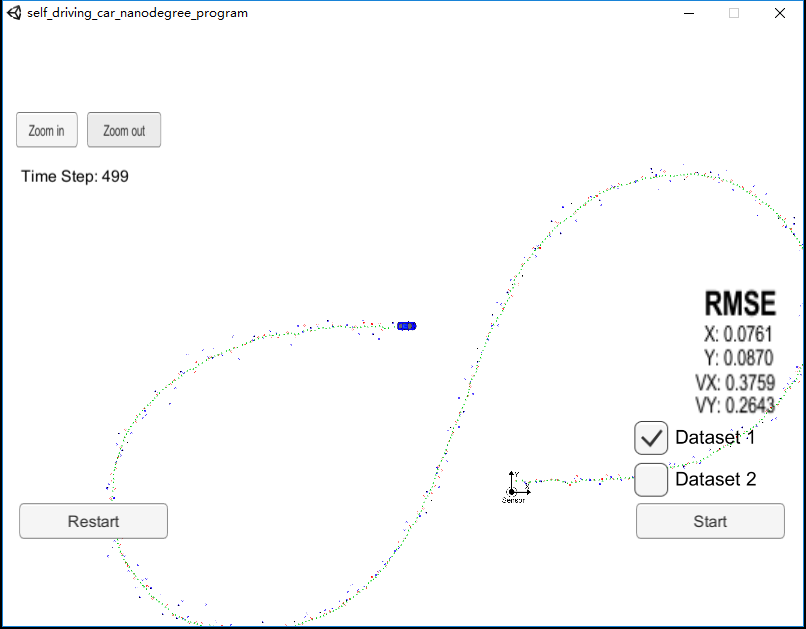 self_driving_car_nanodegree_program
Zoom in
Zoom out
Time Step: 499
RMSE
X: 0.0761
Y: 0.0870
VX: 0.3759
VY: 0.2643
Dataset 1
Dataset 2
Y
X
Sensor
Restart
Start